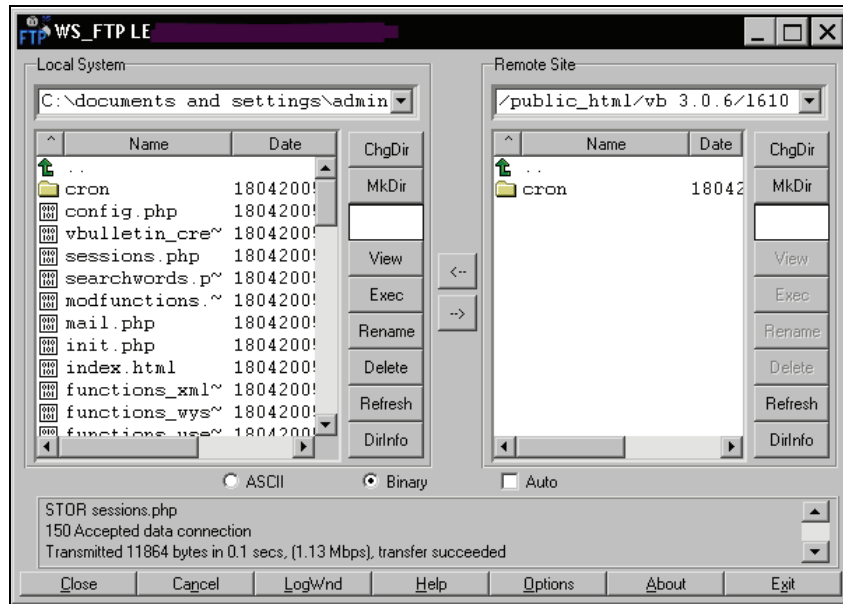 WS_FTP LE
Local System
Remote Site
C:\documents and settings\admin
/public_html/vb 3.0.6/1610
^ Name Date
^ Name Date
ChgDir
ChgDir
MkDir
MkDir
..
cron 1804200
config.php 1804200
vbulletin_cre~ 1804200
sessions.php 1804200
searchwords.p~ 1804200
modfunctions.~ 1804200
mail.php 1804200
init.php 1804200
index.html 1804200
functions_xml~ 1804200
functions_wys~ 1804200
functions_use~ 1804200
View
Exec
Rename
Delete
Refresh
DirInfo
<--
-->
..
cron 18042
View
Exec
Rename
Delete
Refresh
DirInfo
ASCII
Binary
Auto
STOR sessions.php
150 Accepted data connection
Transmitted 11864 bytes in 0.1 secs, (1.13 Mbps), transfer succeeded
Close Cancel LogWnd Help Options About Exit